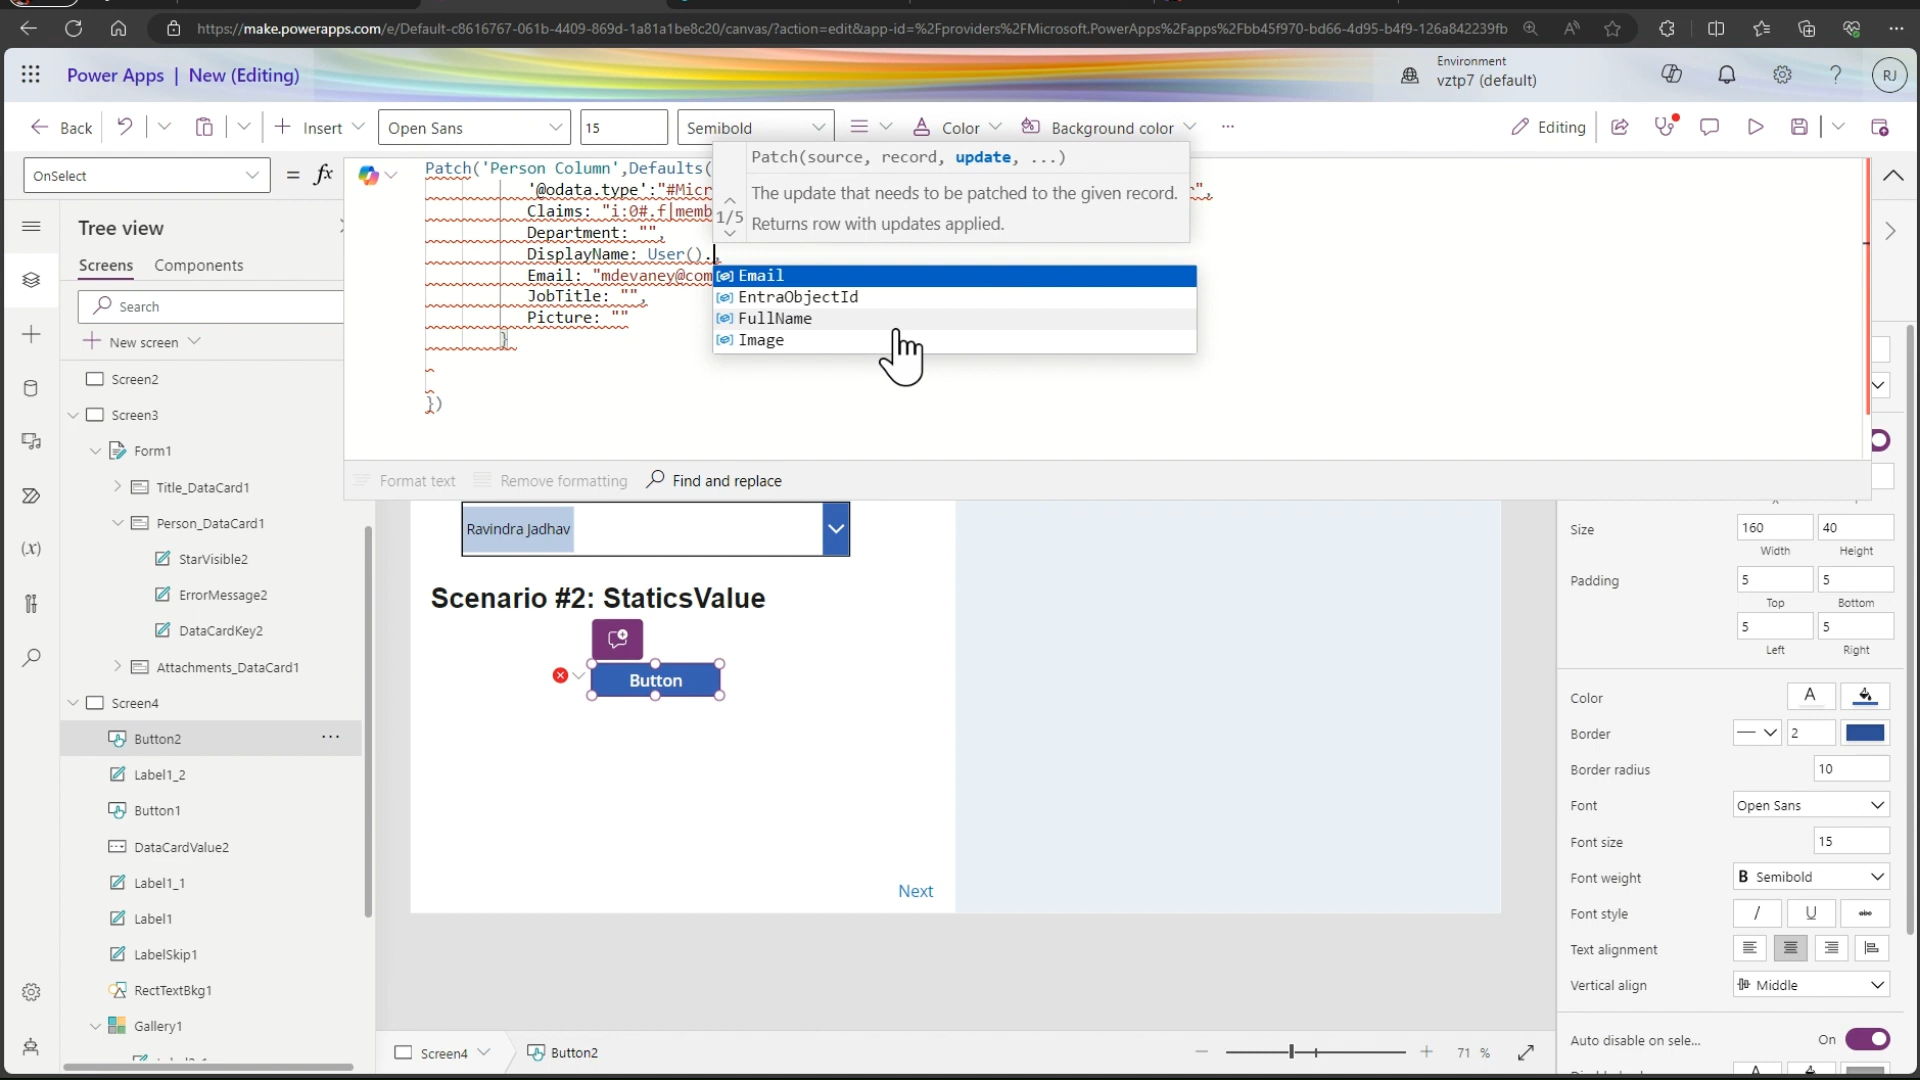 https://make.powerapps.com/e/Default-c8616767-061b-4409-869d-1a81a1be8c20/canvas/?action=edit&app-id=%2Fproviders%2FMicrosoft.PowerApps%2Fapps%2Fbb45f970-bd66-4d95-b4f9-126a842239fb
Power Apps | New (Editing)
Environment
vztp7 (default)
RJ
Back
Insert
Open Sans
15
Semibold
Color
Background color
Editing
OnSelect
= fx
Patch('Person Column',Defaults(
'@odata.type':"#Micr
",
Claims: "i:0#.f|memb
Department: "",
DisplayName: User().,
Email: "mdevaney@com
JobTitle: "",
Picture: ""
}
})
Patch(source, record, update, ...)
The update that needs to be patched to the given record.
1/5
Returns row with updates applied.
Email
EntraObjectId
FullName
Image
Format text
Remove formatting
Find and replace
Tree view
Screens
Components
Search
New screen
Screen2
Screen3
Form1
Title_DataCard1
Person_DataCard1
StarVisible2
ErrorMessage2
DataCardKey2
Attachments_DataCard1
Screen4
Button2
Label1_2
Button1
DataCardValue2
Label1_1
Label1
LabelSkip1
RectTextBkg1
Gallery1
Ravindra Jadhav
Scenario #2: StaticsValue
Button
Next
Size
160
40
Width
Height
Padding
5
5
Top
Bottom
5
5
Left
Right
Color
Border
2
Border radius
10
Font
Open Sans
Font size
15
Font weight
B Semibold
Font style
/ U abc
Text alignment
Vertical align
Middle
Auto disable on sele...
On
Screen4
Button2
71 %